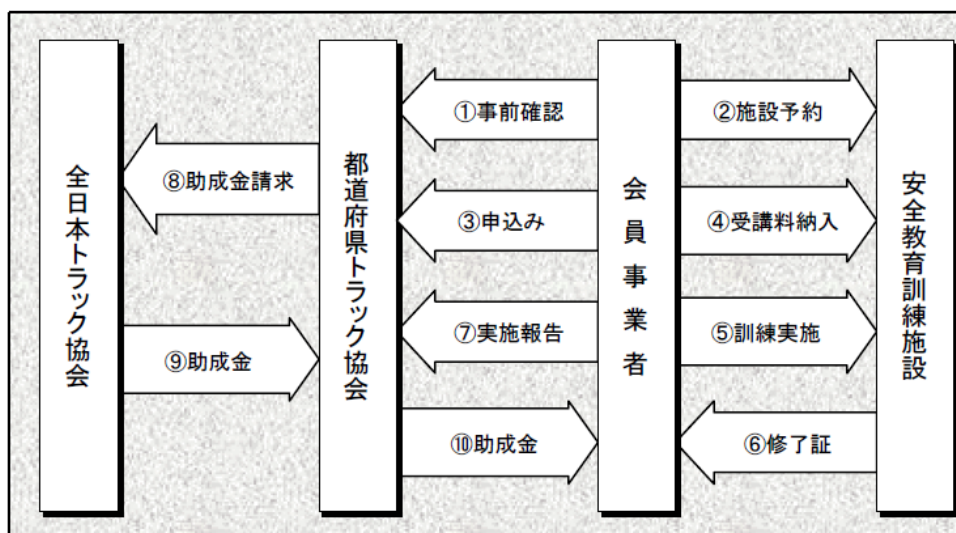 全日本トラック協会
⑧助成金請求
⑨助成金
都道府県トラック協会
①事前確認
③申込み
⑦実施報告
⑩助成金
会員事業者
②施設予約
④受講料納入
⑤訓練実施
⑥修了証
安全教育訓練施設